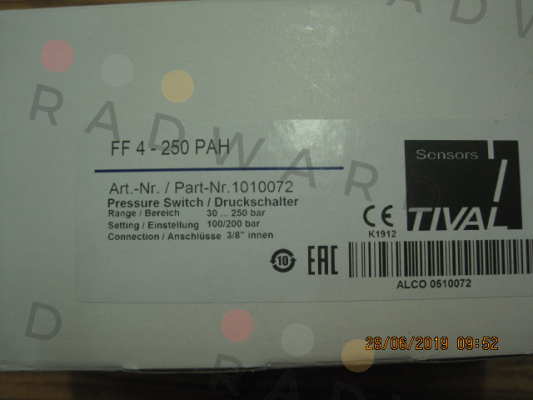 RADWARD
FF 4 - 250 PAH
Art.-Nr. / Part-Nr.1010072
Pressure Switch / Druckschalter
Range / Bereich 30 ... 250 bar
Setting / Einstellung 100/200 bar
Connection / Anschlüsse 3/8" innen
Sensors
TIVAL
CE
K1912
10
EAC
ALCO 0510072
D RADWARD
28/06/2019 09:52